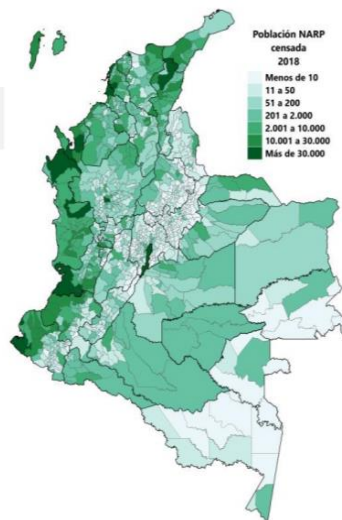 Población NARP
censada
2018
Menos de 10
11 a 50
51 a 200
201 a 2.000
2.001 a 10.000
10.001 a 30.000
Más de 30.000